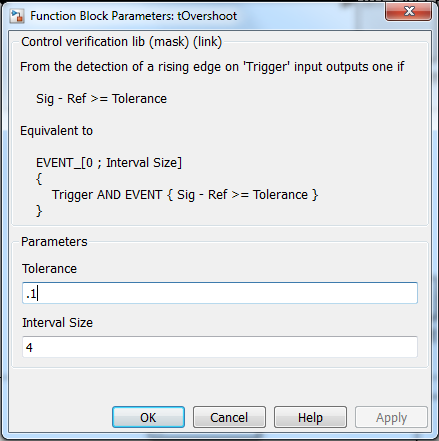 Function Block Parameters: tOvershoot
Control verification lib (mask) (link)
From the detection of a rising edge on 'Trigger' input outputs one if
Sig - Ref >= Tolerance
Equivalent to
EVENT_[0 ; Interval Size]
{
Trigger AND EVENT { Sig - Ref >= Tolerance }
}
Parameters
Tolerance
.1
Interval Size
4
OK Cancel Help Apply